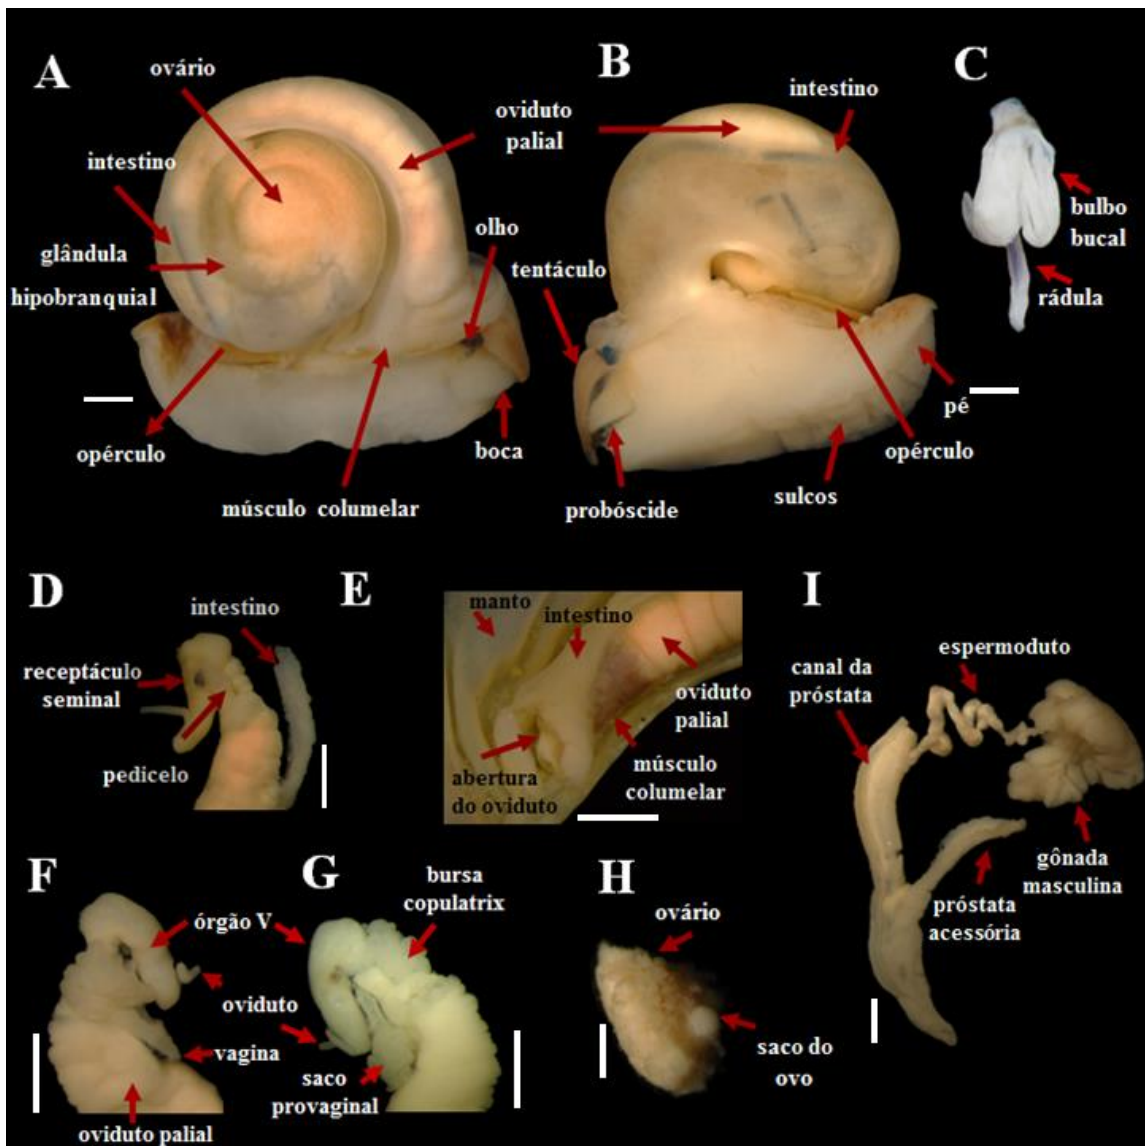 A
ovário
intestino
glândula
hipobranquial
opérculo
músculo columelar
boca
olho
oviduto
palial
B
intestino
tentáculo
probóscide
sulcos
opérculo
pé
C
bulbo
bucal
rádula
D
intestino
receptáculo
seminal
pedicelo
E
manto
intestino
oviduto
palial
abertura
do oviduto
músculo
columelar
I
espermoduto
canal da
próstata
gônada
masculina
próstata
acessória
F
órgão V
oviduto
vagina
oviduto palial
G
bursa
copulatrix
saco
provaginal
H
ovário
saco do
ovo